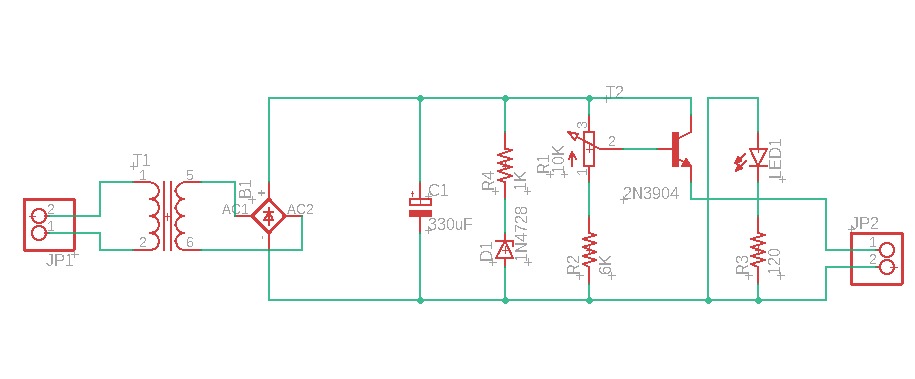 T2
3
2
1
R1
10K
T1
1
5
2
6
B1
+
-
AC1
AC2
C1
+
330uF
R4
1K
D1
1N4728
R2
6K
2N3904
LED1
R3
120
2
1
JP1
JP2
1
2